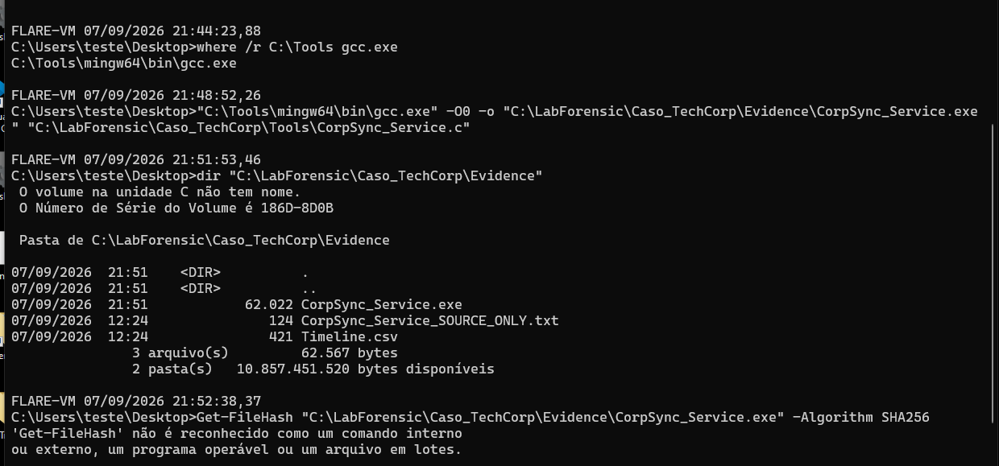 FLARE-VM 07/09/2026 21:44:23,88
C:\Users\teste\Desktop>where /r C:\Tools gcc.exe
C:\Tools\mingw64\bin\gcc.exe
FLARE-VM 07/09/2026 21:48:52,26
C:\Users\teste\Desktop>"C:\Tools\mingw64\bin\gcc.exe" -O0 -o "C:\LabForensic\Caso_TechCorp\Evidence\CorpSync_Service.exe
" "C:\LabForensic\Caso_TechCorp\Tools\CorpSync_Service.c"
FLARE-VM 07/09/2026 21:51:53,46
C:\Users\teste\Desktop>dir "C:\LabForensic\Caso_TechCorp\Evidence"
 O volume na unidade C não tem nome.
 O Número de Série do Volume é 186D-8D0B
 Pasta de C:\LabForensic\Caso_TechCorp\Evidence
07/09/2026  21:51    <DIR>          .
07/09/2026  21:51    <DIR>          ..
07/09/2026  21:51            62.022 CorpSync_Service.exe
07/09/2026  12:24               124 CorpSync_Service_SOURCE_ONLY.txt
07/09/2026  12:24               421 Timeline.csv
               3 arquivo(s)         62.567 bytes
               2 pasta(s)   10.857.451.520 bytes disponíveis
FLARE-VM 07/09/2026 21:52:38,37
C:\Users\teste\Desktop>Get-FileHash "C:\LabForensic\Caso_TechCorp\Evidence\CorpSync_Service.exe" -Algorithm SHA256
'Get-FileHash' não é reconhecido como um comando interno
ou externo, um programa operável ou um arquivo em lotes.